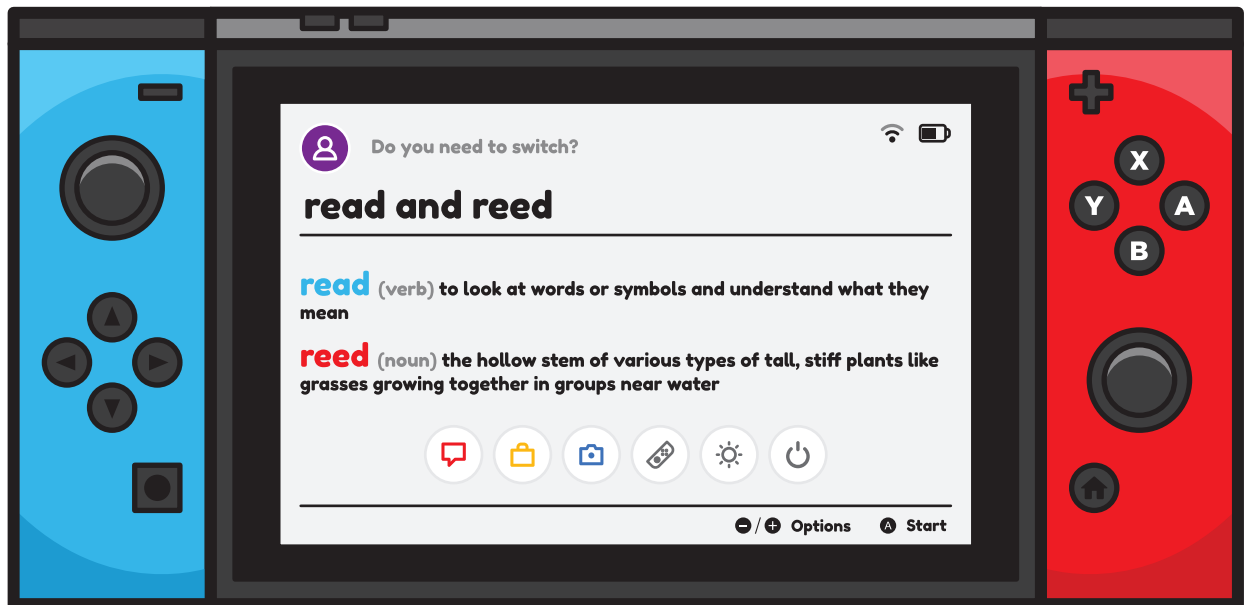 Do you need to switch?
read and reed
X
Y
A
B
read (verb) to look at words or symbols and understand what they
mean
reed (noun) the hollow stem of various types of tall, stiff plants like
grasses growing together in groups near water
-/+ Options A Start